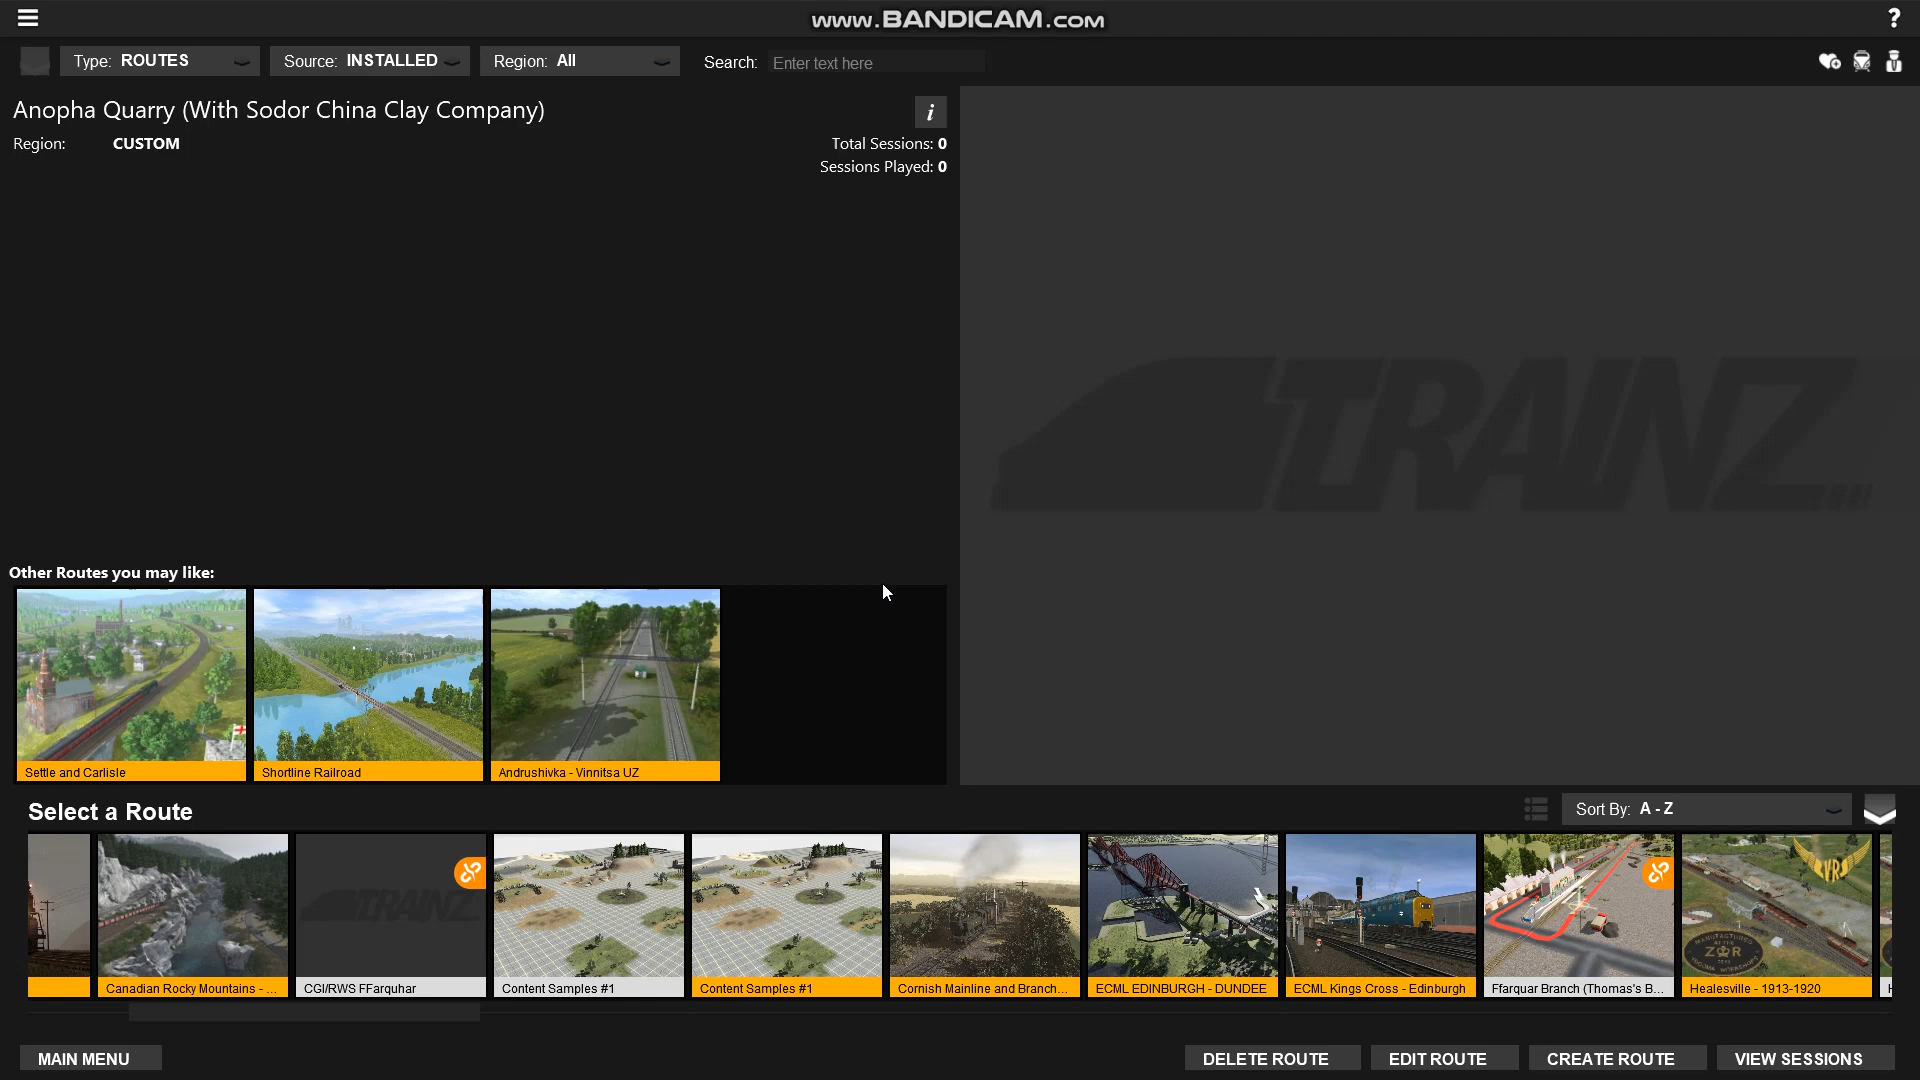 www.BANDICAM.com
?
Type: ROUTES
Source: INSTALLED
Region: All
Search: Enter text here
Anopha Quarry (With Sodor China Clay Company)
i
Region: CUSTOM
Total Sessions: 0
Sessions Played: 0
TRAINZ
Other Routes you may like:
Settle and Carlisle
Shortline Railroad
Andrushivka - Vinnitsa UZ
Select a Route
Sort By: A - Z
TRAINZ
Canadian Rocky Mountains - ...
CGI/RWS FFarquhar
Content Samples #1
Content Samples #1
Cornish Mainline and Branch...
ECML EDINBURGH - DUNDEE
ECML Kings Cross - Edinburgh
Ffarquar Branch (Thomas's B...
Healesville - 1913-1920
MAIN MENU
DELETE ROUTE
EDIT ROUTE
CREATE ROUTE
VIEW SESSIONS